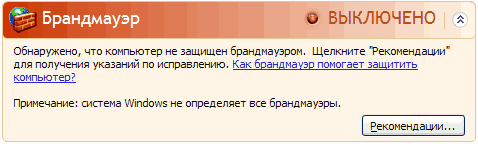 Брандмауэр ВЫКЛЮЧЕНО
Обнаружено, что компьютер не защищен брандмауэром. Щелкните "Рекомендации"
для получения указаний по исправлению. Как брандмауэр помогает защитить
компьютер?
Примечание: система Windows не определяет все брандмауэры.
Рекомендации...